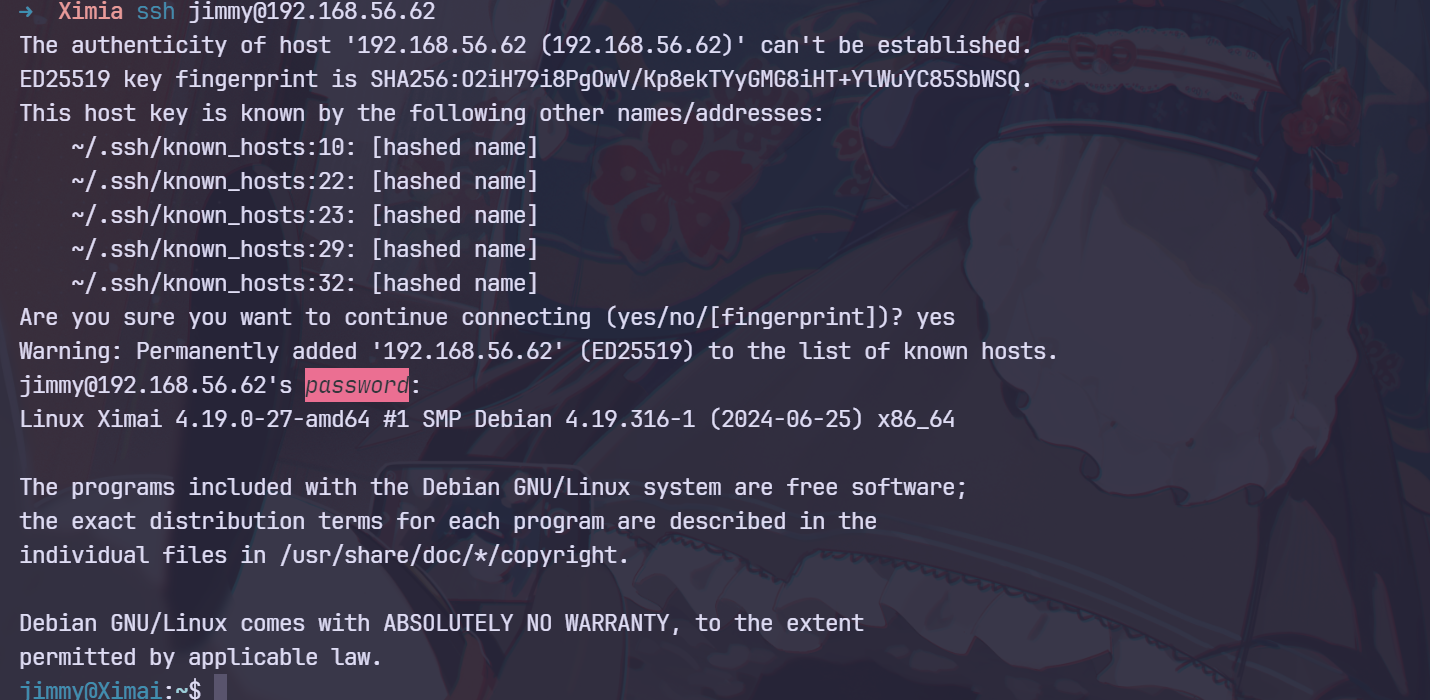 →  Ximia ssh jimmy@192.168.56.62
The authenticity of host '192.168.56.62 (192.168.56.62)' can't be established.
ED25519 key fingerprint is SHA256:O2iH79i8PgOwV/Kp8ekTYyGMG8iHT+YlWuYC85SbWSQ.
This host key is known by the following other names/addresses:
    ~/.ssh/known_hosts:10: [hashed name]
    ~/.ssh/known_hosts:22: [hashed name]
    ~/.ssh/known_hosts:23: [hashed name]
    ~/.ssh/known_hosts:29: [hashed name]
    ~/.ssh/known_hosts:32: [hashed name]
Are you sure you want to continue connecting (yes/no/[fingerprint])? yes
Warning: Permanently added '192.168.56.62' (ED25519) to the list of known hosts.
jimmy@192.168.56.62's password:
Linux Ximai 4.19.0-27-amd64 #1 SMP Debian 4.19.316-1 (2024-06-25) x86_64

The programs included with the Debian GNU/Linux system are free software;
the exact distribution terms for each program are described in the
individual files in /usr/share/doc/*/copyright.

Debian GNU/Linux comes with ABSOLUTELY NO WARRANTY, to the extent
permitted by applicable law.
jimmy@Ximai:~$